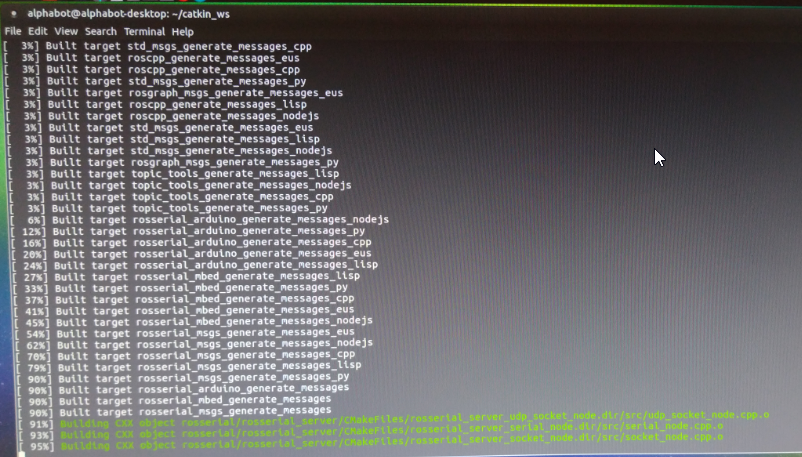 alphabot@alphabot-desktop: ~/catkin_ws
File Edit View Search Terminal Help
[  3%] Built target std_msgs_generate_messages_cpp
[  3%] Built target roscpp_generate_messages_eus
[  3%] Built target roscpp_generate_messages_cpp
[  3%] Built target std_msgs_generate_messages_py
[  3%] Built target rosgraph_msgs_generate_messages_eus
[  3%] Built target roscpp_generate_messages_lisp
[  3%] Built target roscpp_generate_messages_nodejs
[  3%] Built target std_msgs_generate_messages_eus
[  3%] Built target std_msgs_generate_messages_lisp
[  3%] Built target std_msgs_generate_messages_nodejs
[  3%] Built target rosgraph_msgs_generate_messages_py
[  3%] Built target topic_tools_generate_messages_lisp
[  3%] Built target topic_tools_generate_messages_nodejs
[  3%] Built target topic_tools_generate_messages_cpp
[  3%] Built target topic_tools_generate_messages_py
[  6%] Built target rosserial_arduino_generate_messages_nodejs
[ 12%] Built target rosserial_arduino_generate_messages_py
[ 16%] Built target rosserial_arduino_generate_messages_cpp
[ 20%] Built target rosserial_arduino_generate_messages_eus
[ 24%] Built target rosserial_arduino_generate_messages_lisp
[ 27%] Built target rosserial_mbed_generate_messages_lisp
[ 33%] Built target rosserial_mbed_generate_messages_py
[ 37%] Built target rosserial_mbed_generate_messages_cpp
[ 41%] Built target rosserial_mbed_generate_messages_eus
[ 45%] Built target rosserial_mbed_generate_messages_nodejs
[ 54%] Built target rosserial_msgs_generate_messages_eus
[ 62%] Built target rosserial_msgs_generate_messages_nodejs
[ 70%] Built target rosserial_msgs_generate_messages_cpp
[ 79%] Built target rosserial_msgs_generate_messages_lisp
[ 90%] Built target rosserial_msgs_generate_messages_py
[ 90%] Built target rosserial_arduino_generate_messages
[ 90%] Built target rosserial_mbed_generate_messages
[ 90%] Built target rosserial_msgs_generate_messages
[ 91%] Building CXX object rosserial/rosserial_server/CMakeFiles/rosserial_server_udp_socket_node.dir/src/udp_socket_node.cpp.o
[ 93%] Building CXX object rosserial/rosserial_server/CMakeFiles/rosserial_server_serial_node.dir/src/serial_node.cpp.o
[ 95%] Building CXX object rosserial/rosserial_server/CMakeFiles/rosserial_server_socket_node.dir/src/socket_node.cpp.o